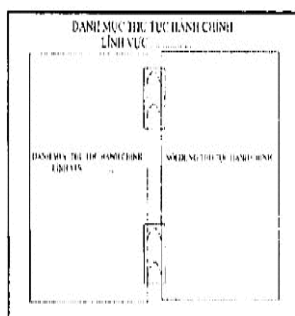 DANH MỤC THỦ TỤC HÀNH CHÍNH
LĨNH VỰC............
DANH MỤC THỦ TỤC HÀNH CHÍNH
LĨNH VỰC
NỘI DUNG THỦ TỤC HÀNH CHÍNH